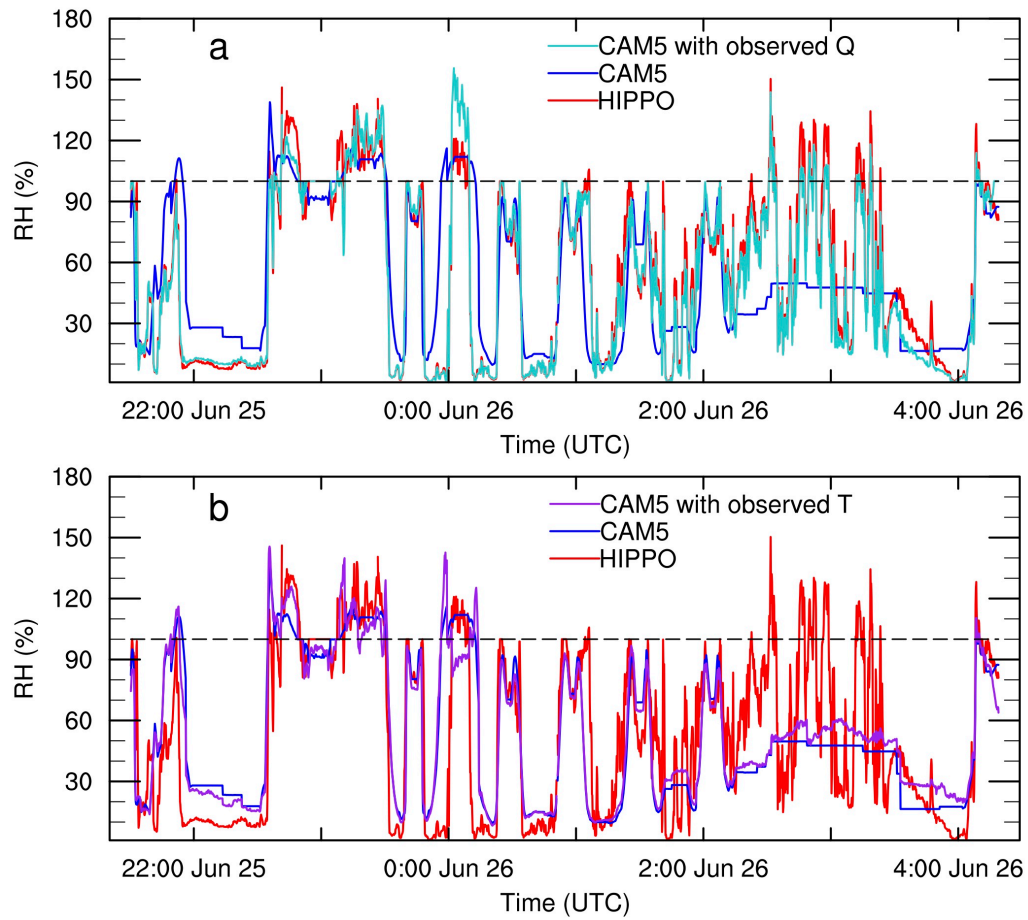 180
150
120
90
60
30
RH (%)
a
CAM5 with observed Q
CAM5
HIPPO
22:00 Jun 25
0:00 Jun 26
2:00 Jun 26
4:00 Jun 26
Time (UTC)
180
150
120
90
60
30
RH (%)
b
CAM5 with observed T
CAM5
HIPPO
22:00 Jun 25
0:00 Jun 26
2:00 Jun 26
4:00 Jun 26
Time (UTC)